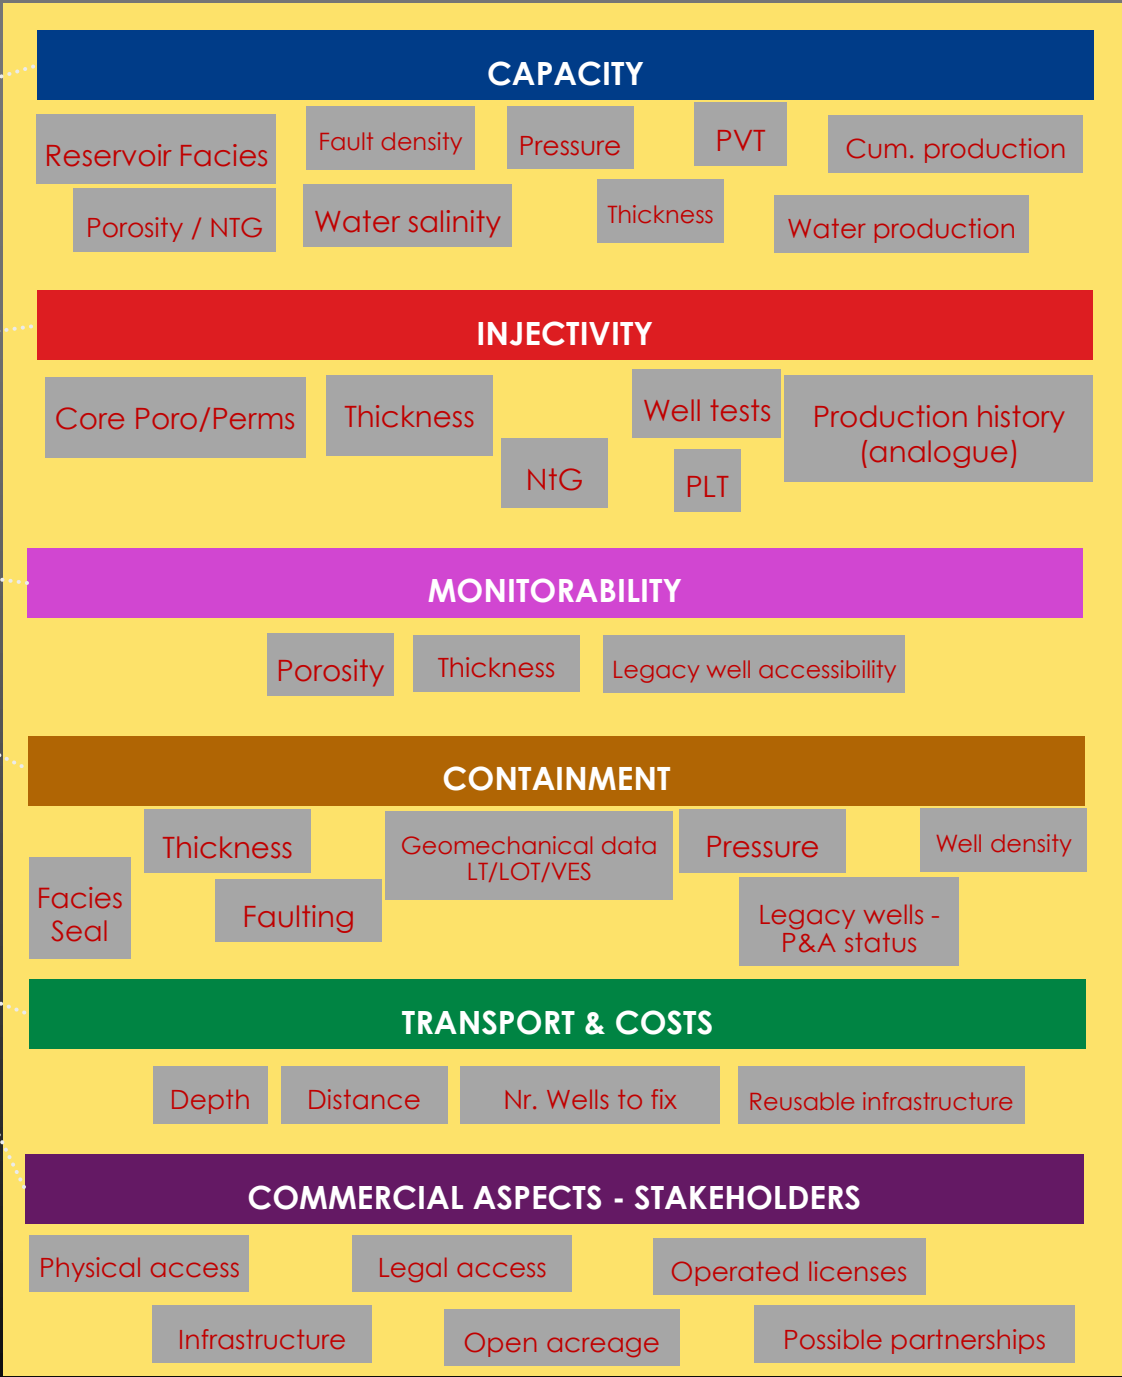 CAPACITY
Reservoir Facies
Fault density
Pressure
PVT
Cum. production
Porosity / NTG
Water salinity
Thickness
Water production
INJECTIVITY
Core Poro/Perms
Thickness
Well tests
Production history
(analogue)
NtG
PLT
MONITORABILITY
Porosity
Thickness
Legacy well accessibility
CONTAINMENT
Thickness
Geomechanical data
LT/LOT/VES
Pressure
Well density
Facies
Seal
Faulting
Legacy wells -
P&A status
TRANSPORT & COSTS
Depth
Distance
Nr. Wells to fix
Reusable infrastructure
COMMERCIAL ASPECTS - STAKEHOLDERS
Physical access
Legal access
Operated licenses
Infrastructure
Open acreage
Possible partnerships